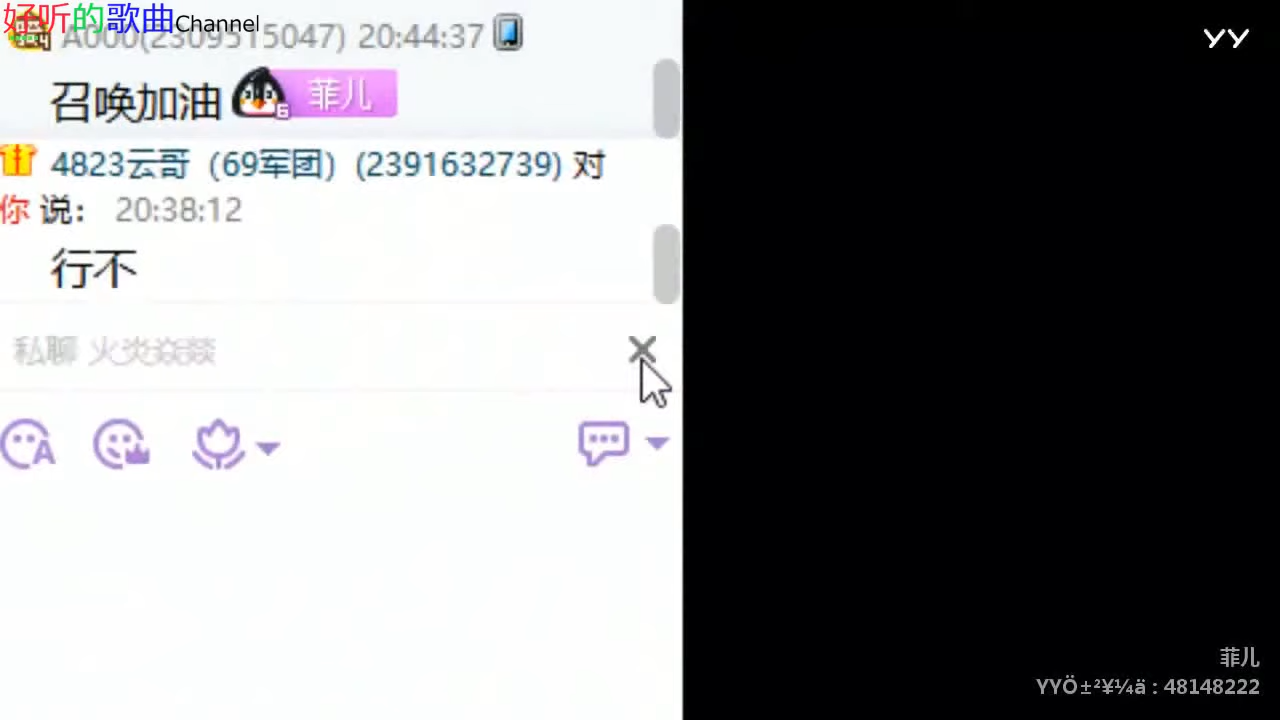 好听的歌曲Channel
A000(2309515047) 20:44:37
YY
召唤加油 6 菲儿
4823云哥（69军团）(2391632739) 对
你 说： 20:38:12
行不
私聊 火炎焱燚
菲儿
YYÖ±²¥¼ä : 48148222